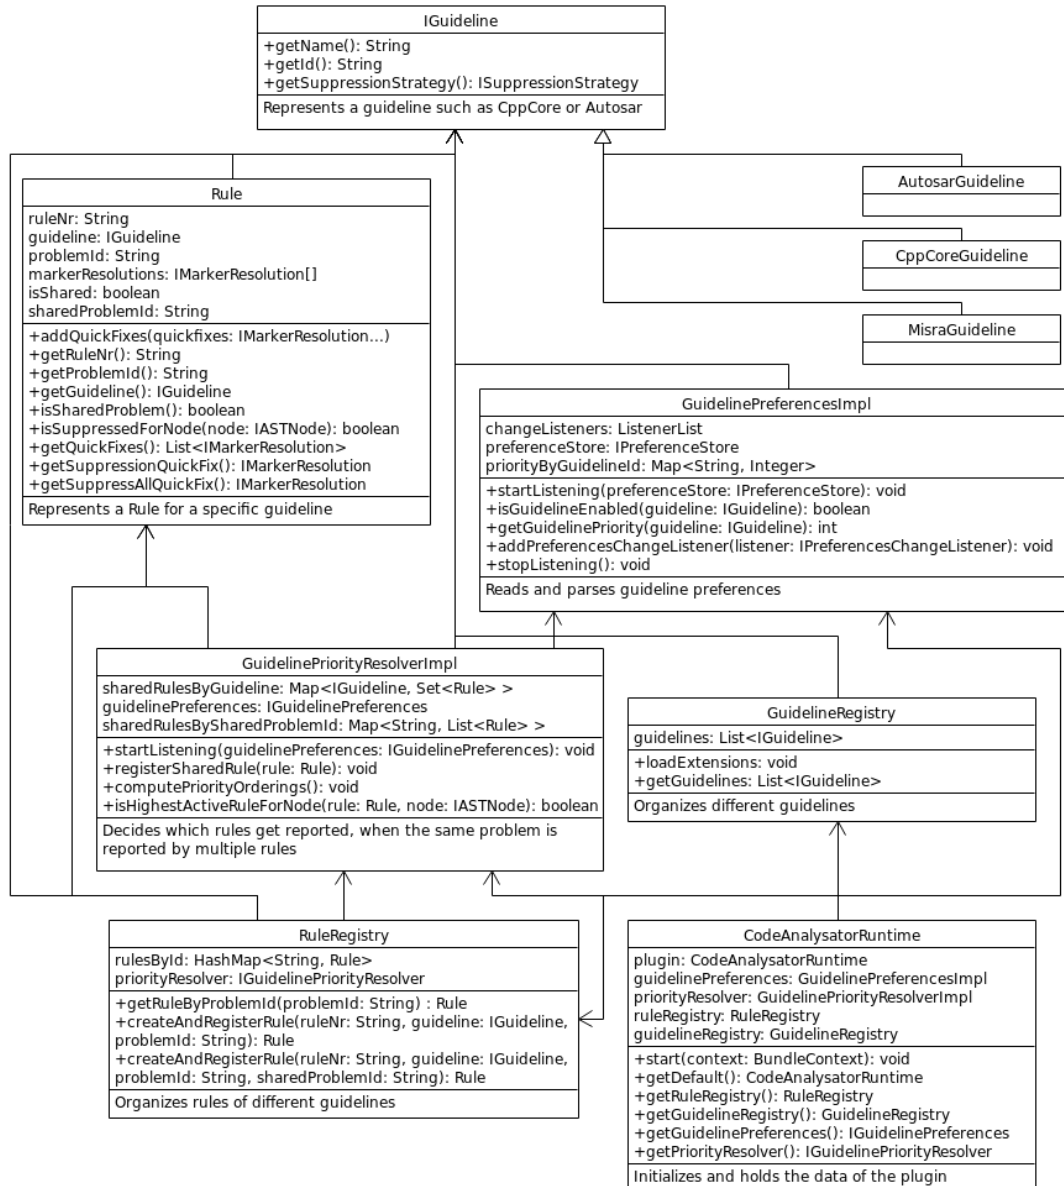 IGuideline
+getName(): String
+getId(): String
+getSuppressionStrategy(): ISuppressionStrategy
Represents a guideline such as CppCore or Autosar
AutosarGuideline
CppCoreGuideline
MisraGuideline
Rule
ruleNr: String
guideline: IGuideline
problemId: String
markerResolutions: IMarkerResolution[]
isShared: boolean
sharedProblemId: String
+addQuickFixes(quickfixes: IMarkerResolution...)
+getRuleNr(): String
+getProblemId(): String
+getGuideline(): IGuideline
+isSharedProblem(): boolean
+isSuppressedForNode(node: IASTNode): boolean
+getQuickFixes(): List<IMarkerResolution>
+getSuppressionQuickFix(): IMarkerResolution
+getSuppressAllQuickFix(): IMarkerResolution
Represents a Rule for a specific guideline
GuidelinePreferencesImpl
changeListeners: ListenerList
preferenceStore: IPreferenceStore
priorityByGuidelineId: Map<String, Integer>
+startListening(preferenceStore: IPreferenceStore): void
+isGuidelineEnabled(guideline: IGuideline): boolean
+getGuidelinePriority(guideline: IGuideline): int
+addPreferencesChangeListener(listener: IPreferencesChangeListener): void
+stopListening(): void
Reads and parses guideline preferences
GuidelinePriorityResolverImpl
sharedRulesByGuideline: Map<IGuideline, Set<Rule> >
guidelinePreferences: IGuidelinePreferences
sharedRulesBySharedProblemId: Map<String, List<Rule> >
+startListening(guidelinePreferences: IGuidelinePreferences): void
+registerSharedRule(rule: Rule): void
+computePriorityOrderings(): void
+isHighestActiveRuleForNode(rule: Rule, node: IASTNode): boolean
Decides which rules get reported, when the same problem is
reported by multiple rules
GuidelineRegistry
guidelines: List<IGuideline>
+loadExtensions: void
+getGuidelines: List<IGuideline>
Organizes different guidelines
RuleRegistry
rulesById: HashMap<String, Rule>
priorityResolver: IGuidelinePriorityResolver
+getRuleByProblemId(problemId: String) : Rule
+createAndRegisterRule(ruleNr: String, guideline: IGuideline,
problemId: String): Rule
+createAndRegisterRule(ruleNr: String, guideline: IGuideline,
problemId: String, sharedProblemId: String): Rule
Organizes rules of different guidelines
CodeAnalysatorRuntime
plugin: CodeAnalysatorRuntime
guidelinePreferences: GuidelinePreferencesImpl
priorityResolver: GuidelinePriorityResolverImpl
ruleRegistry: RuleRegistry
guidelineRegistry: GuidelineRegistry
+start(context: BundleContext): void
+getDefault(): CodeAnalysatorRuntime
+getRuleRegistry(): RuleRegistry
+getGuidelineRegistry(): GuidelineRegistry
+getGuidelinePreferences(): IGuidelinePreferences
+getPriorityResolver(): IGuidelinePriorityResolver
Initializes and holds the data of the plugin